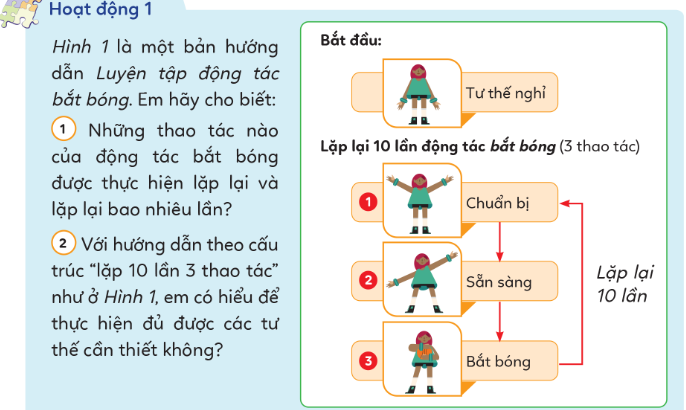 Hoạt động 1
Hình 1 là một bản hướng
dẫn Luyện tập động tác
bắt bóng. Em hãy cho biết:
1 Những thao tác nào
của động tác bắt bóng
được thực hiện lặp lại và
lặp lại bao nhiêu lần?
2 Với hướng dẫn theo cấu
trúc “lặp 10 lần 3 thao tác”
như ở Hình 1, em có hiểu để
thực hiện đủ được các tư
thế cần thiết không?
Bắt đầu:
Tư thế nghỉ
Lặp lại 10 lần động tác bắt bóng (3 thao tác)
1 Chuẩn bị
2 Sẵn sàng
3 Bắt bóng
Lặp lại
10 lần